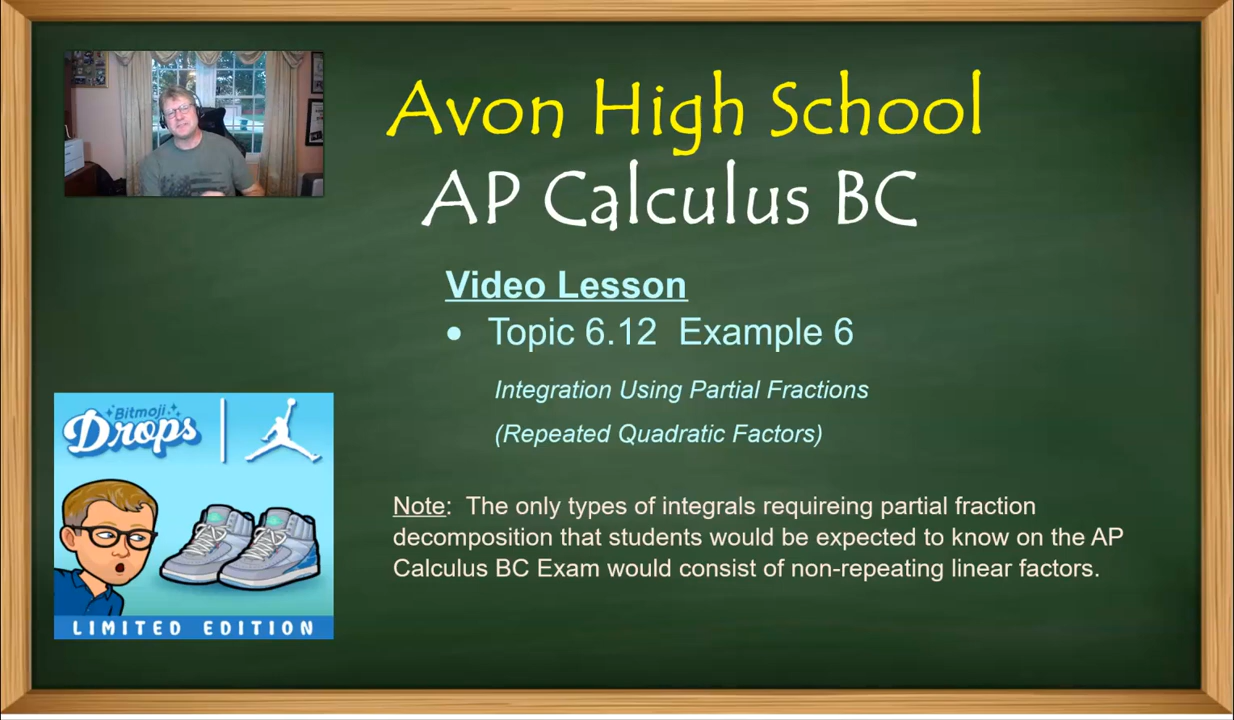 Avon High School
AP Calculus BC
Video Lesson
• Topic 6.12 Example 6
Integration Using Partial Fractions
(Repeated Quadratic Factors)
Bitmoji
Drops
LIMITED EDITION
Note: The only types of integrals requireing partial fraction
decomposition that students would be expected to know on the AP
Calculus BC Exam would consist of non-repeating linear factors.